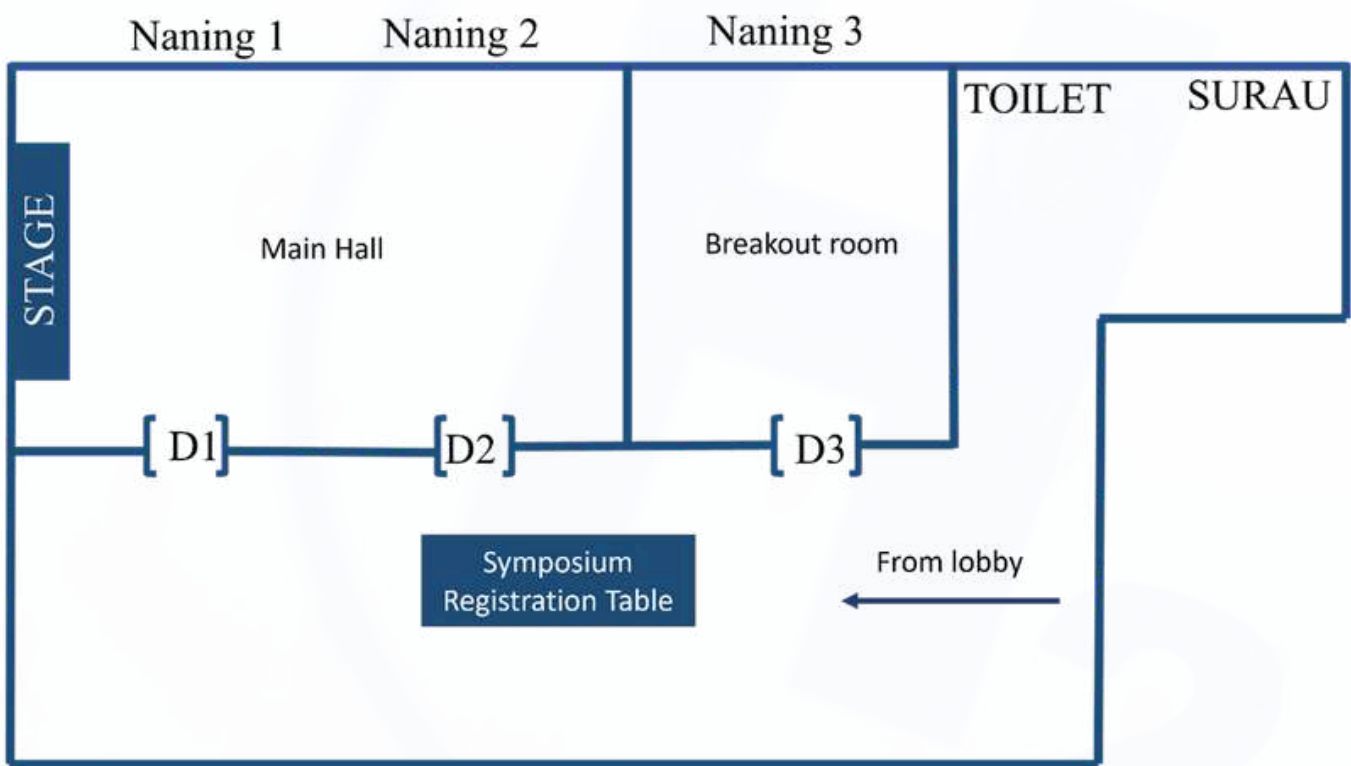 Naning 1
Naning 2
Naning 3
TOILET
SURAU
STAGE
Main Hall
Breakout room
D1
D2
D3
Symposium
Registration Table
From lobby